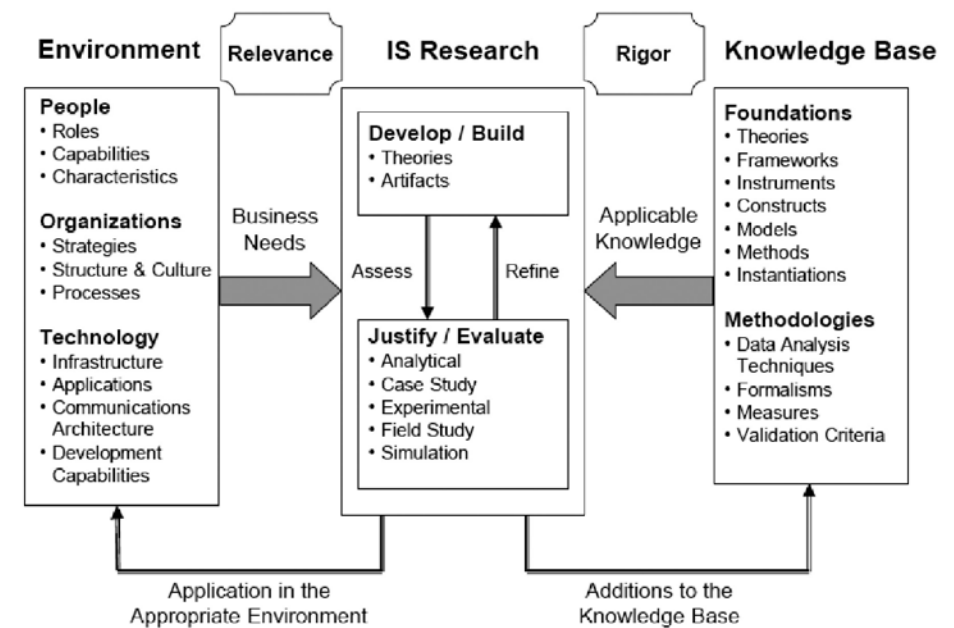 Environment
Relevance
IS Research
Rigor
Knowledge Base
People
• Roles
• Capabilities
• Characteristics
Organizations
• Strategies
• Structure & Culture
• Processes
Technology
• Infrastructure
• Applications
• Communications
Architecture
• Development
Capabilities
Business
Needs
Develop / Build
• Theories
• Artifacts
Assess
Refine
Justify / Evaluate
• Analytical
• Case Study
• Experimental
• Field Study
• Simulation
Applicable
Knowledge
Foundations
• Theories
• Frameworks
• Instruments
• Constructs
• Models
• Methods
• Instantiations
Methodologies
• Data Analysis
Techniques
• Formalisms
• Measures
• Validation Criteria
Application in the
Appropriate Environment
Additions to the
Knowledge Base